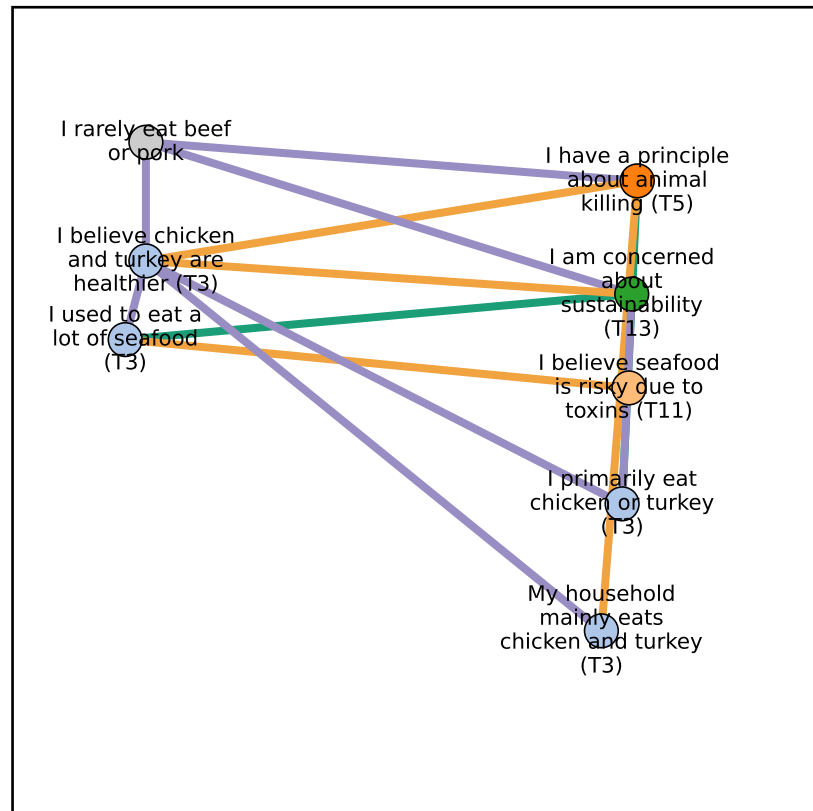 I rarely eat beef
or pork
I have a principle
about animal
killing (T5)
I believe chicken
and turkey are
healthier (T3)
I am concerned
about
sustainability
(T13)
I used to eat a
lot of seafood
(T3)
I believe seafood
is risky due to
toxins (T11)
I primarily eat
chicken or turkey
(T3)
My household
mainly eats
chicken and turkey
(T3)